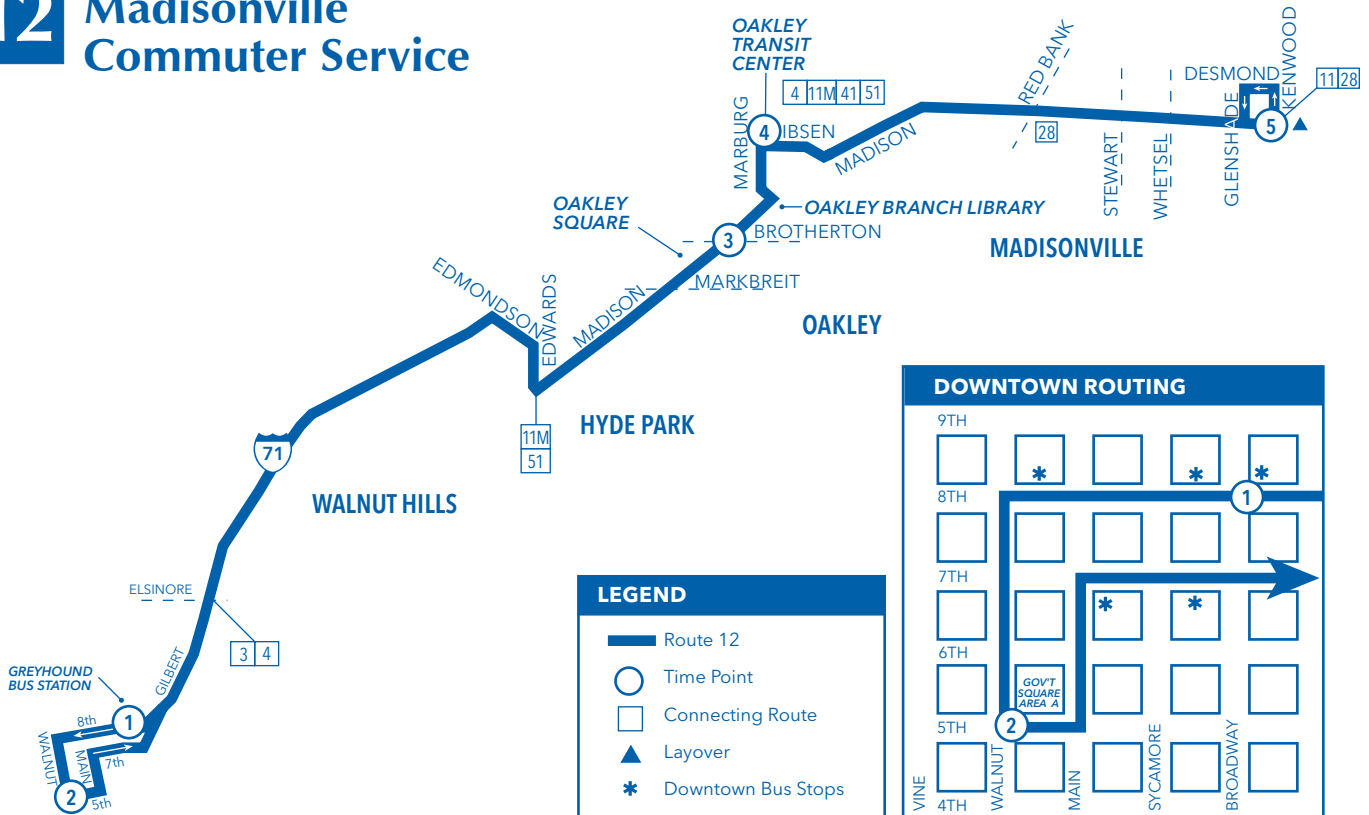 12
Madisonville
Commuter Service
OAKLEY
TRANSIT
CENTER
4 11M 41 51
MARBURG
4
IBSEN
MADISON
RED BANK
28
STEWART
WHETSEL
GLENSHADE
DESMOND
KENWOOD
11 28
5
OAKLEY
SQUARE
OAKLEY BRANCH LIBRARY
3
BROTHERTON
MADISONVILLE
MARKBREIT
EDMONDSON
EDWARDS
MADISON
OAKLEY
11M
51
HYDE PARK
71
WALNUT HILLS
ELSINORE
3 4
GILBERT
GREYHOUND
BUS STATION
8th
1
WALNUT
MAIN
7th
2
5th
LEGEND
Route 12
Time Point
Connecting Route
Layover
Downtown Bus Stops
DOWNTOWN ROUTING
9TH
8TH
1
7TH
6TH
GOV'T
SQUARE
AREA A
5TH
2
4TH
VINE
WALNUT
MAIN
SYCAMORE
BROADWAY